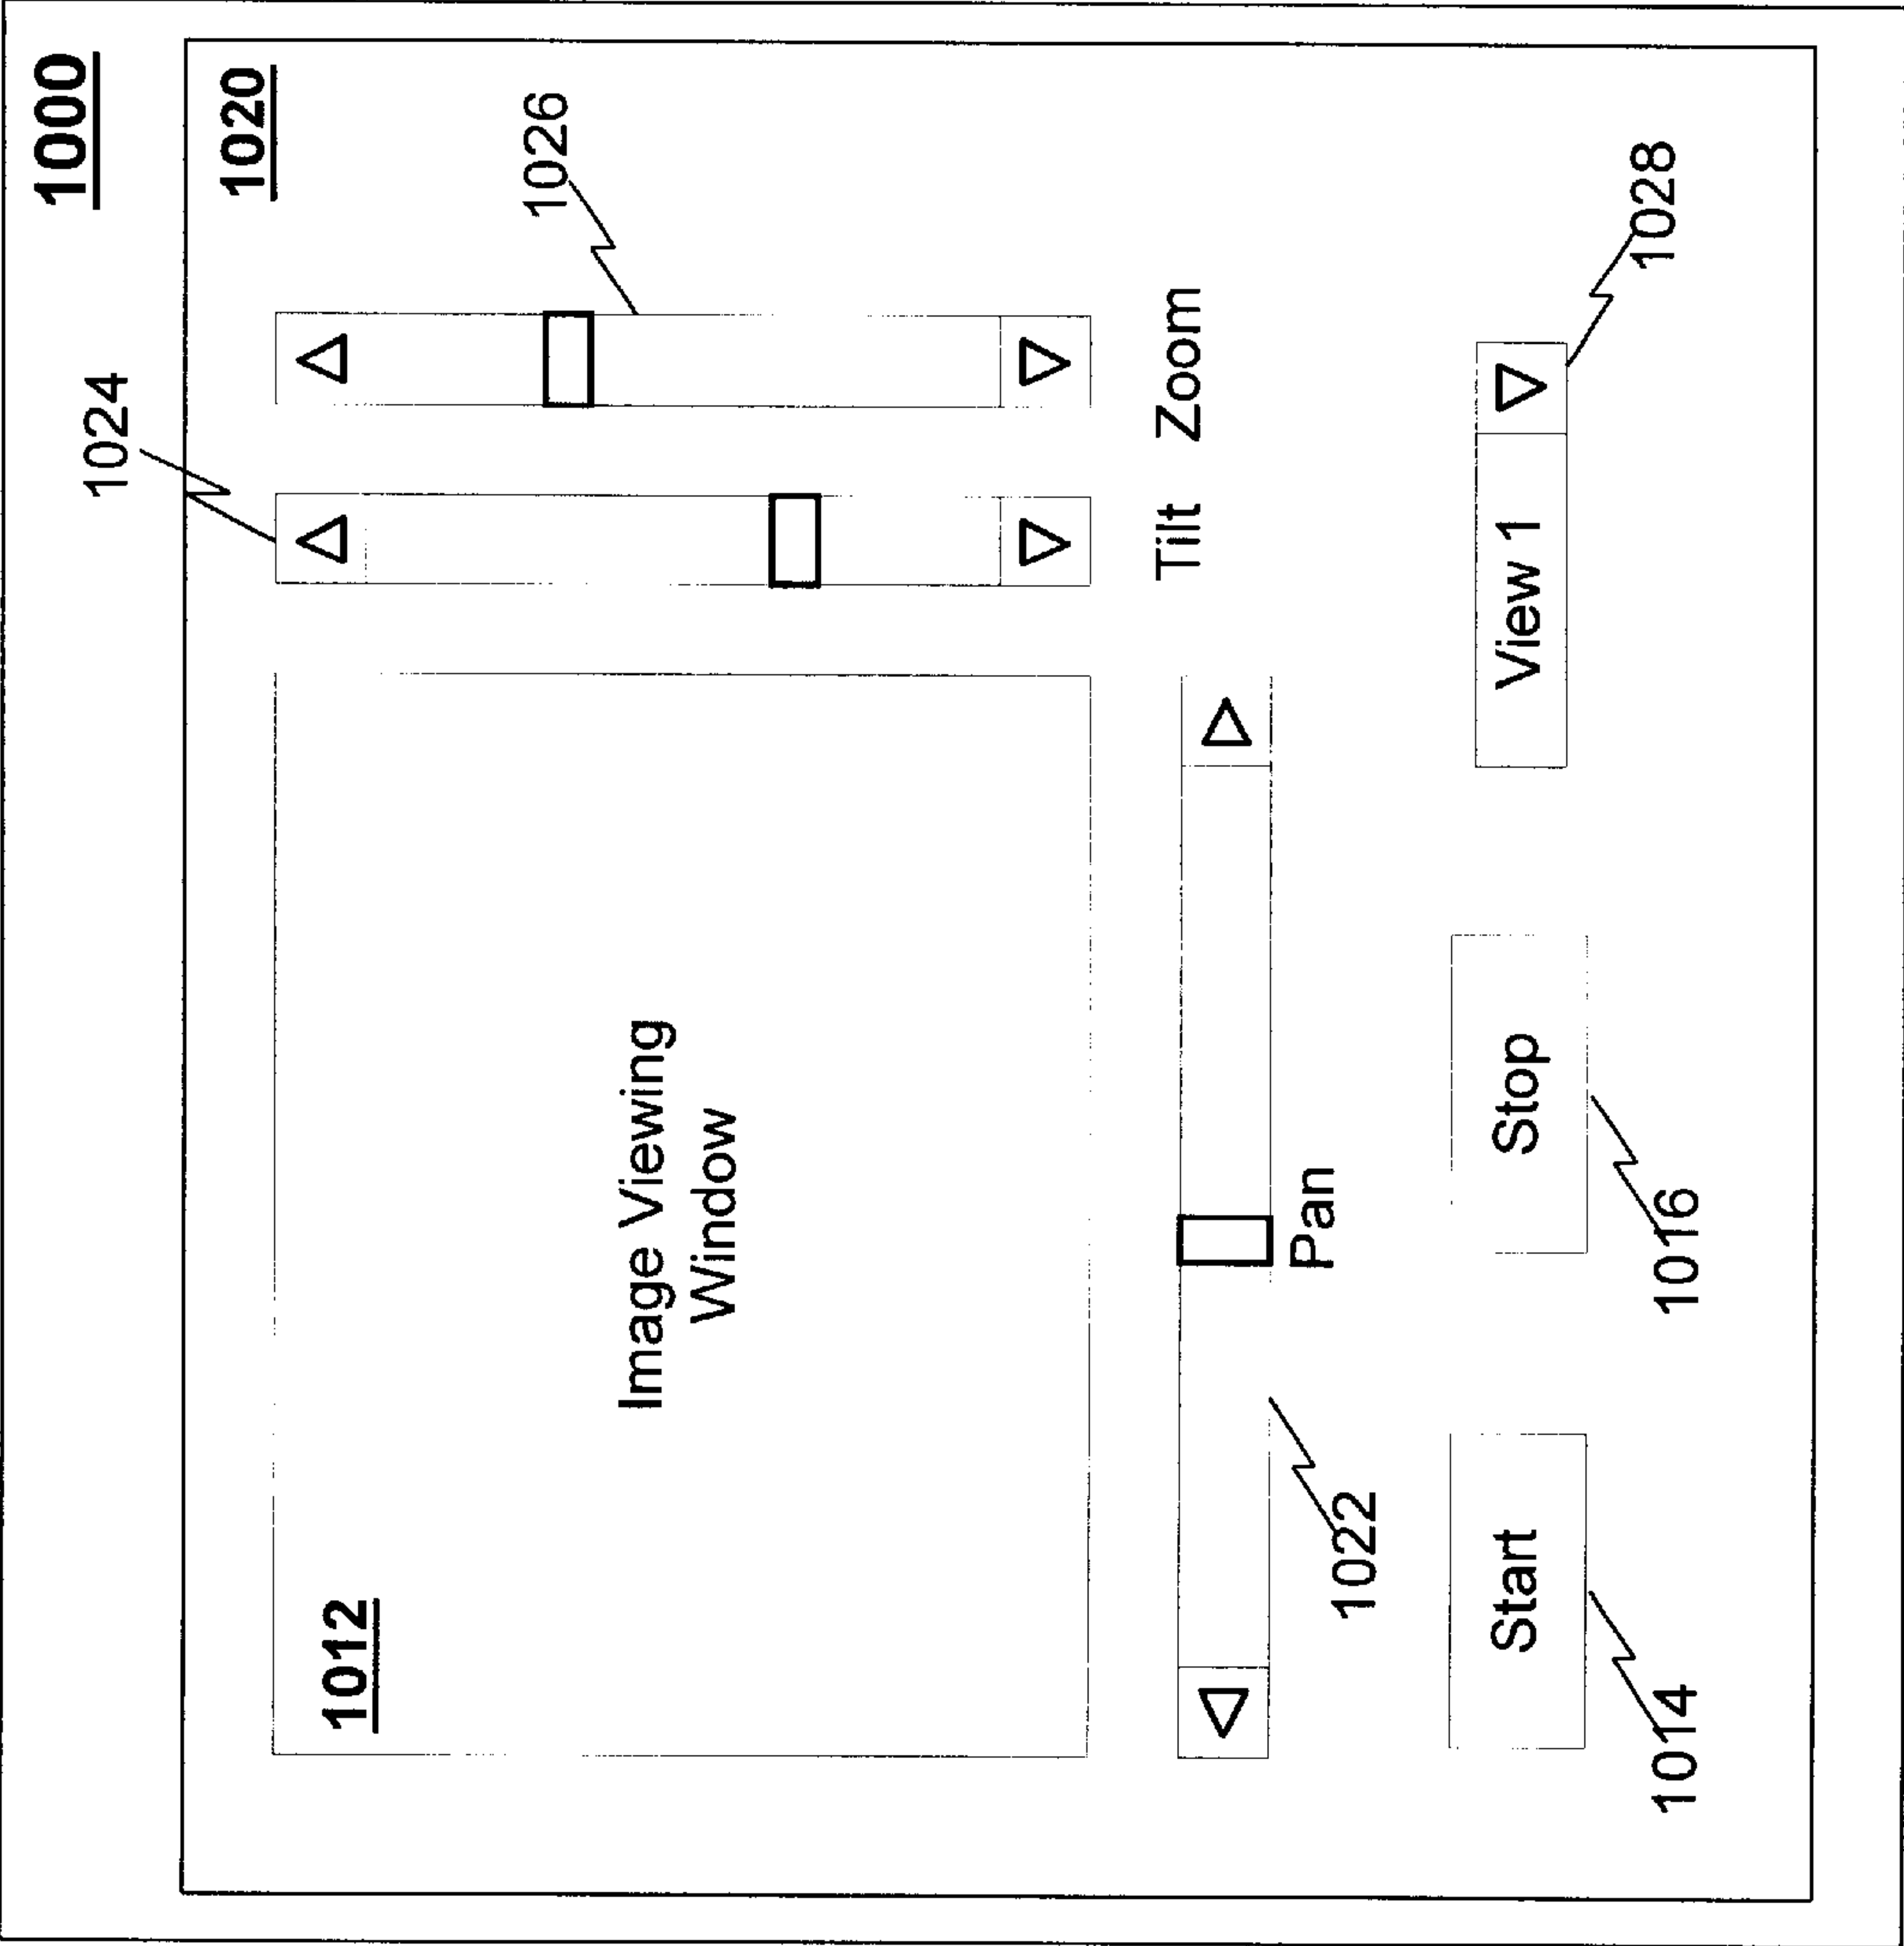 1000
1020
1024
1026
1012
Image Viewing
Window
Tilt
Zoom
Pan
1022
Start
Stop
View 1
1014
1016
1028